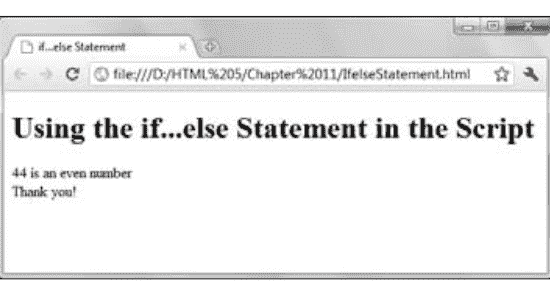 if...else Statement
file:///D:/HTML%205/Chapter%2011/IfelseStatement.html
Using the if...else Statement in the Script
44 is an even number
Thank you!